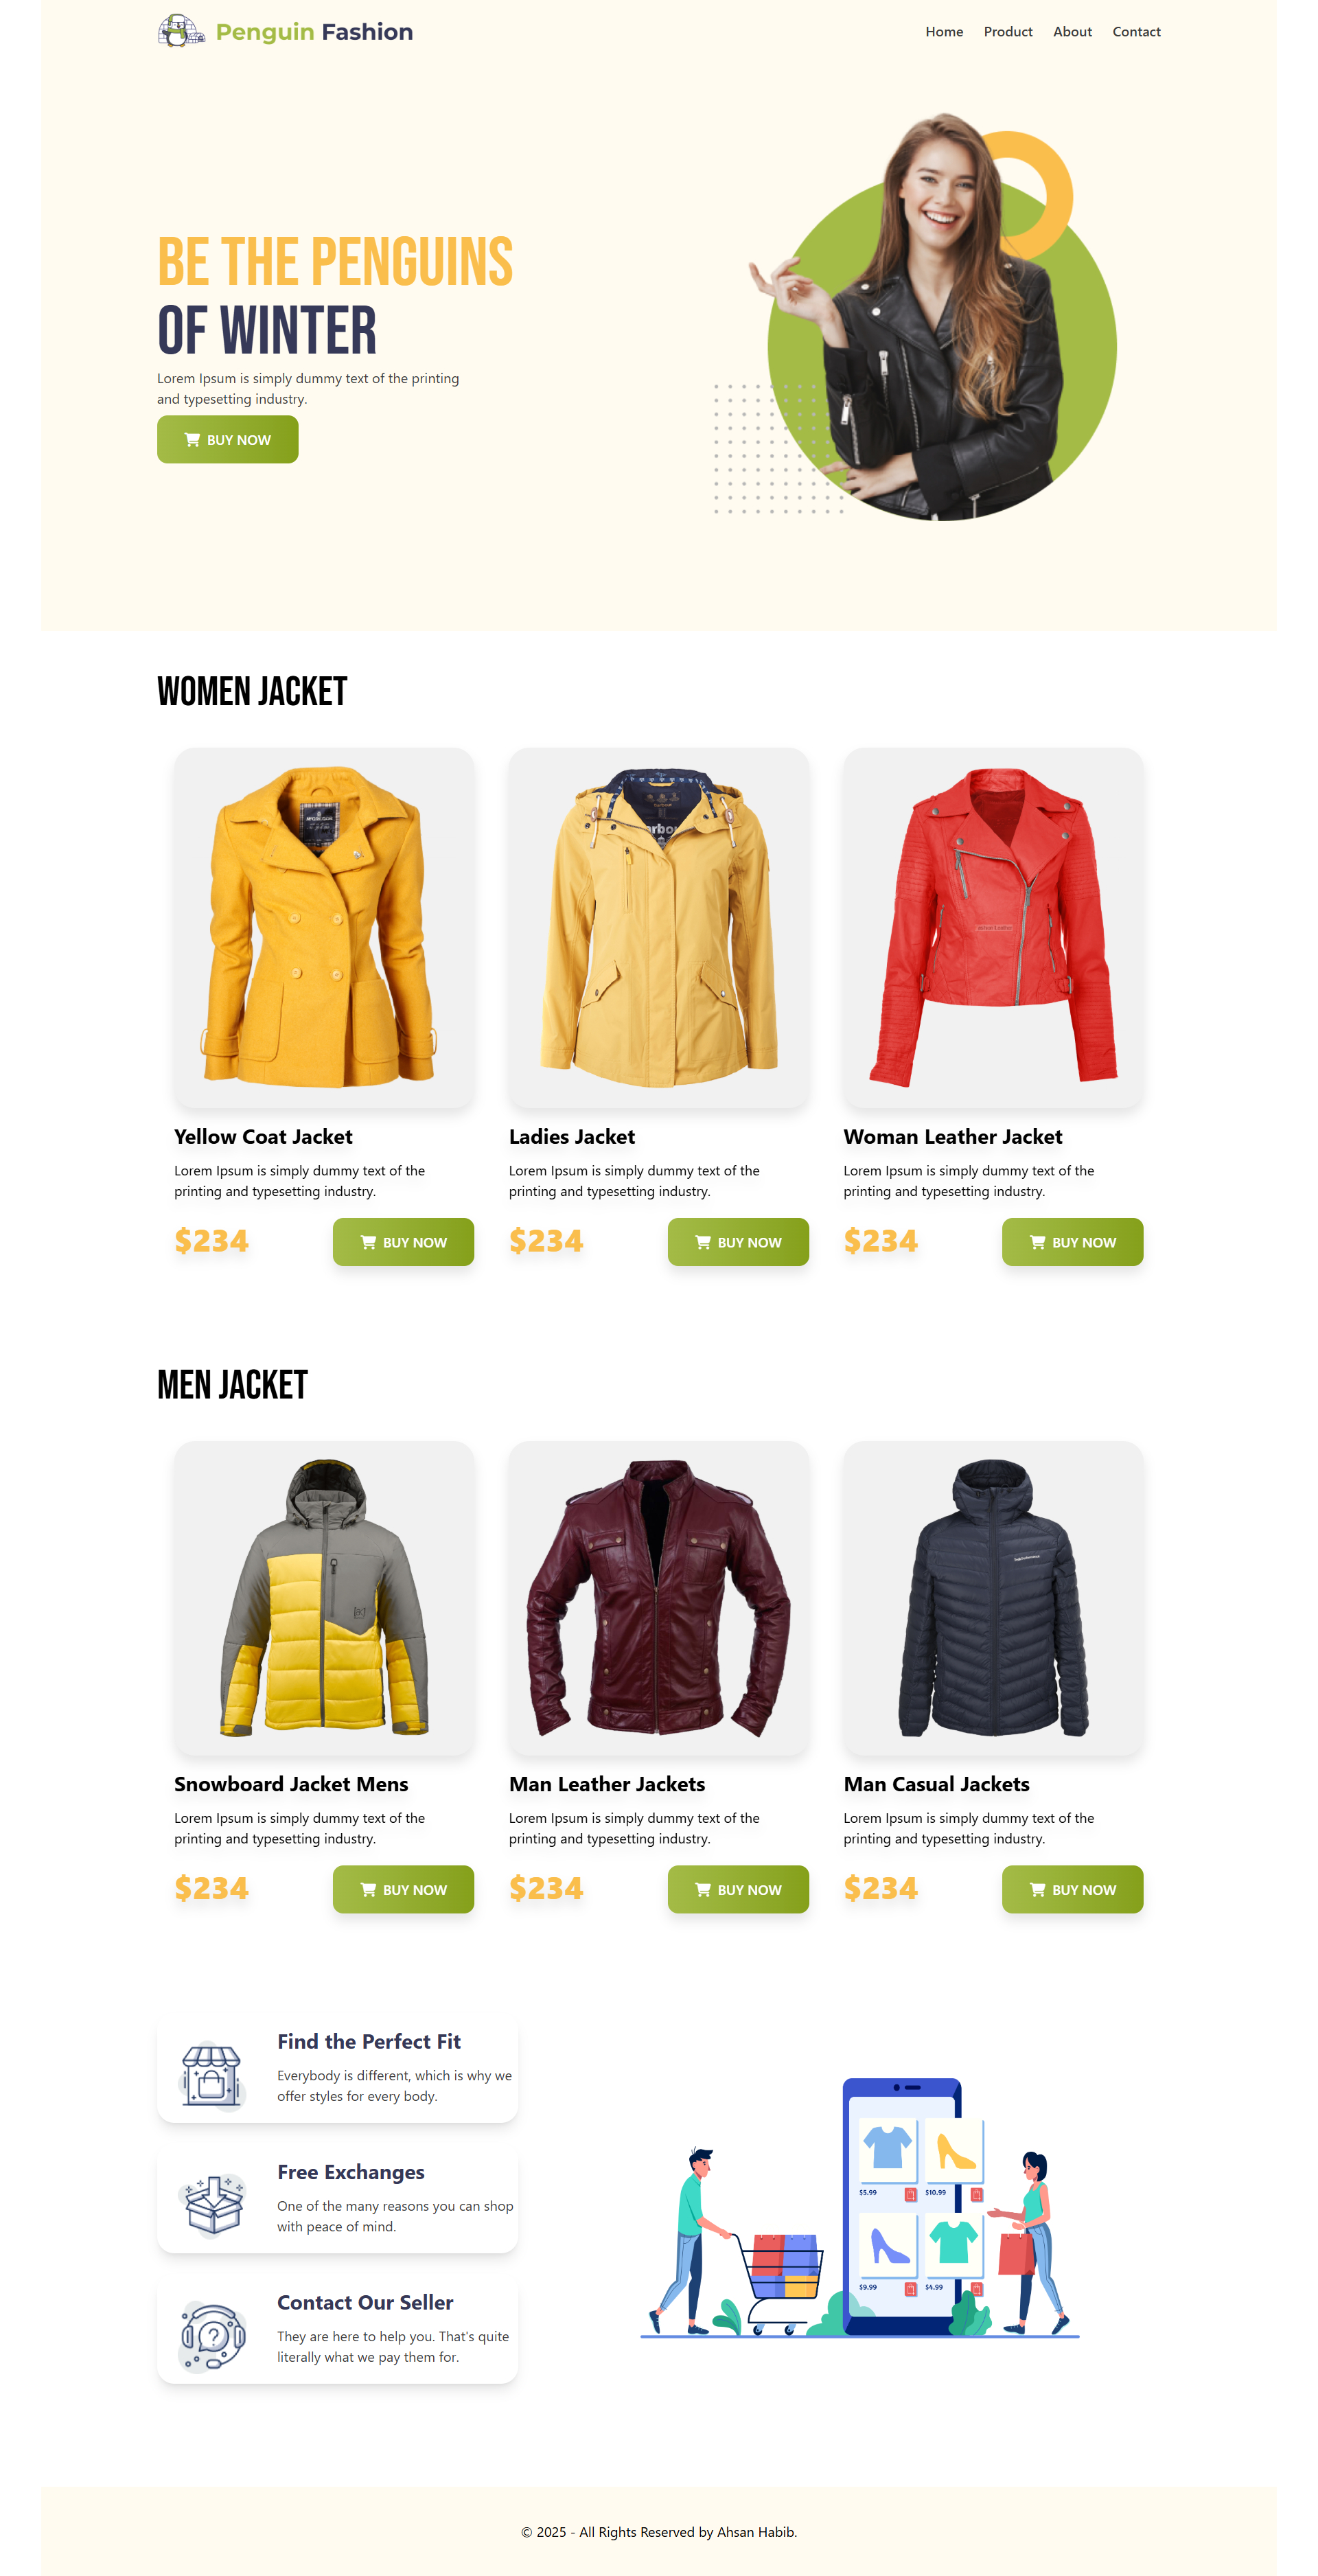 Penguin Fashion
Home Product About Contact
BE THE PENGUINS
OF WINTER
Lorem Ipsum is simply dummy text of the printing
and typesetting industry.
BUY NOW
WOMEN JACKET
Yellow Coat Jacket
Lorem Ipsum is simply dummy text of the
printing and typesetting industry.
$234 BUY NOW
Ladies Jacket
Lorem Ipsum is simply dummy text of the
printing and typesetting industry.
$234 BUY NOW
Woman Leather Jacket
Lorem Ipsum is simply dummy text of the
printing and typesetting industry.
$234 BUY NOW
MEN JACKET
Snowboard Jacket Mens
Lorem Ipsum is simply dummy text of the
printing and typesetting industry.
$234 BUY NOW
Man Leather Jackets
Lorem Ipsum is simply dummy text of the
printing and typesetting industry.
$234 BUY NOW
Man Casual Jackets
Lorem Ipsum is simply dummy text of the
printing and typesetting industry.
$234 BUY NOW
Find the Perfect Fit
Everybody is different, which is why we
offer styles for every body.
Free Exchanges
One of the many reasons you can shop
with peace of mind.
Contact Our Seller
They are here to help you. That's quite
literally what we pay them for.
$5.99 $10.99
$9.99 $4.99
© 2025 - All Rights Reserved by Ahsan Habib.